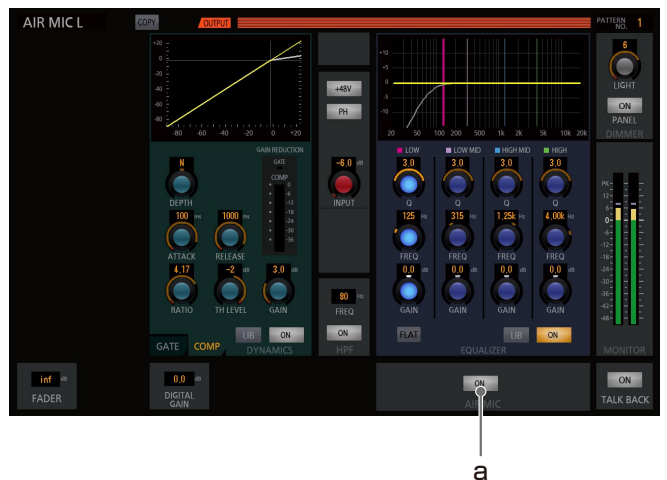 AIR MIC L
COPY
OUTPUT
PATTERN NO. 1
+20
0
-20
-40
-60
-80
-80 -60 -40 -20 0 +20
+48V
PH
+10
+5
0
-5
-10
20 50 100 200 500 1k 2k 5k 10k 20k
6
LIGHT
ON
PANEL
DIMMER
GAIN REDUCTION
GATE
COMP
0
-6
-12
-18
-24
-30
-36
N
DEPTH
100 ms
ATTACK
1000 ms
RELEASE
4.17
RATIO
-2 dB
TH LEVEL
3.0 dB
GAIN
LIB
ON
GATE
COMP
DYNAMICS
-6.0 dB
INPUT
80 Hz
FREQ
ON
HPF
LOW LOW MID HIGH MID HIGH
3.0 3.0 3.0 3.0
Q Q Q Q
125 Hz 315 Hz 1.25k Hz 4.00k Hz
FREQ FREQ FREQ FREQ
0.0 dB 0.0 dB 0.0 dB 0.0 dB
GAIN GAIN GAIN GAIN
FLAT
LIB
ON
EQUALIZER
PK
-12
-6
-12
-18
-24
-30
-36
-42
-48
MONITOR
inf dB
FADER
0.0 dB
DIGITAL
GAIN
ON
AIR MIC
ON
TALK BACK
a